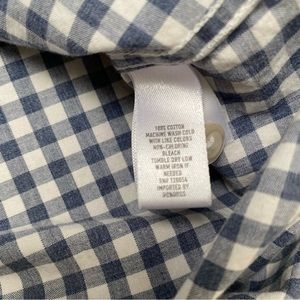 100% COTTON
MACHINE WASH COLD
WITH LIKE COLORS
NON-CHLORINE
BLEACH
TUMBLE DRY LOW
WARM IRON IF
NEEDED
IMPORTED BY